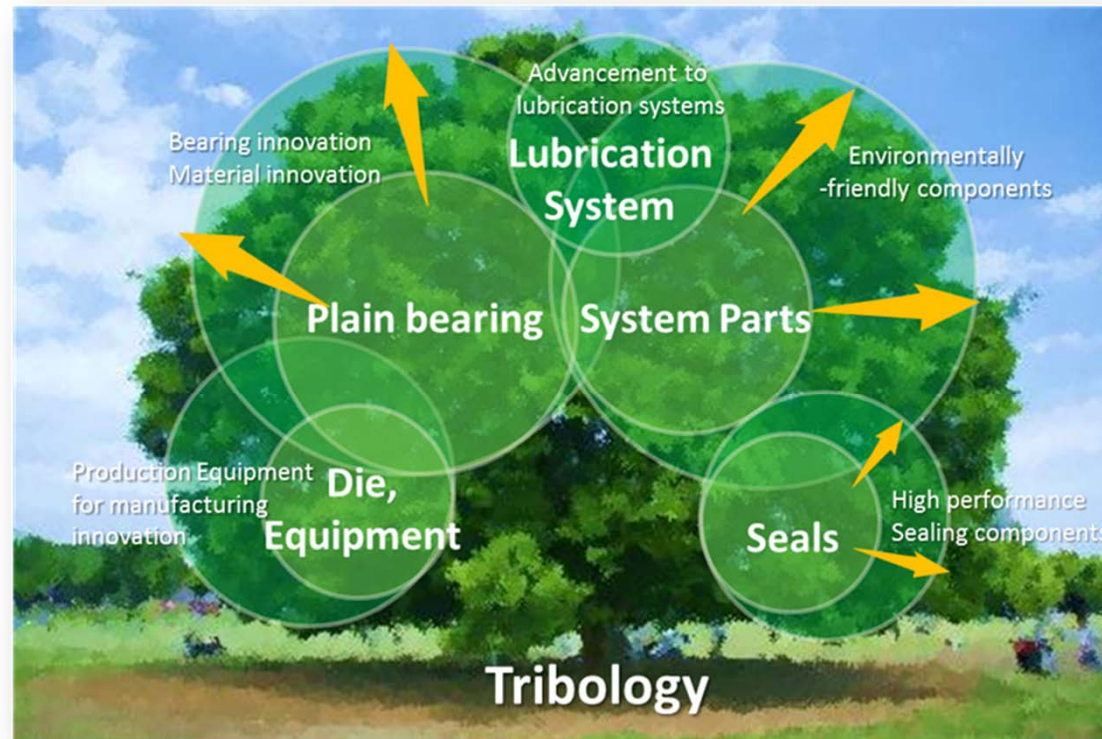 Advancement to
lubrication systems
Lubrication
System
Bearing innovation
Material innovation
Environmentally
-friendly components
Plain bearing
System Parts
Production Equipment
for manufacturing
innovation
Die,
Equipment
Seals
High performance
Sealing components
Tribology